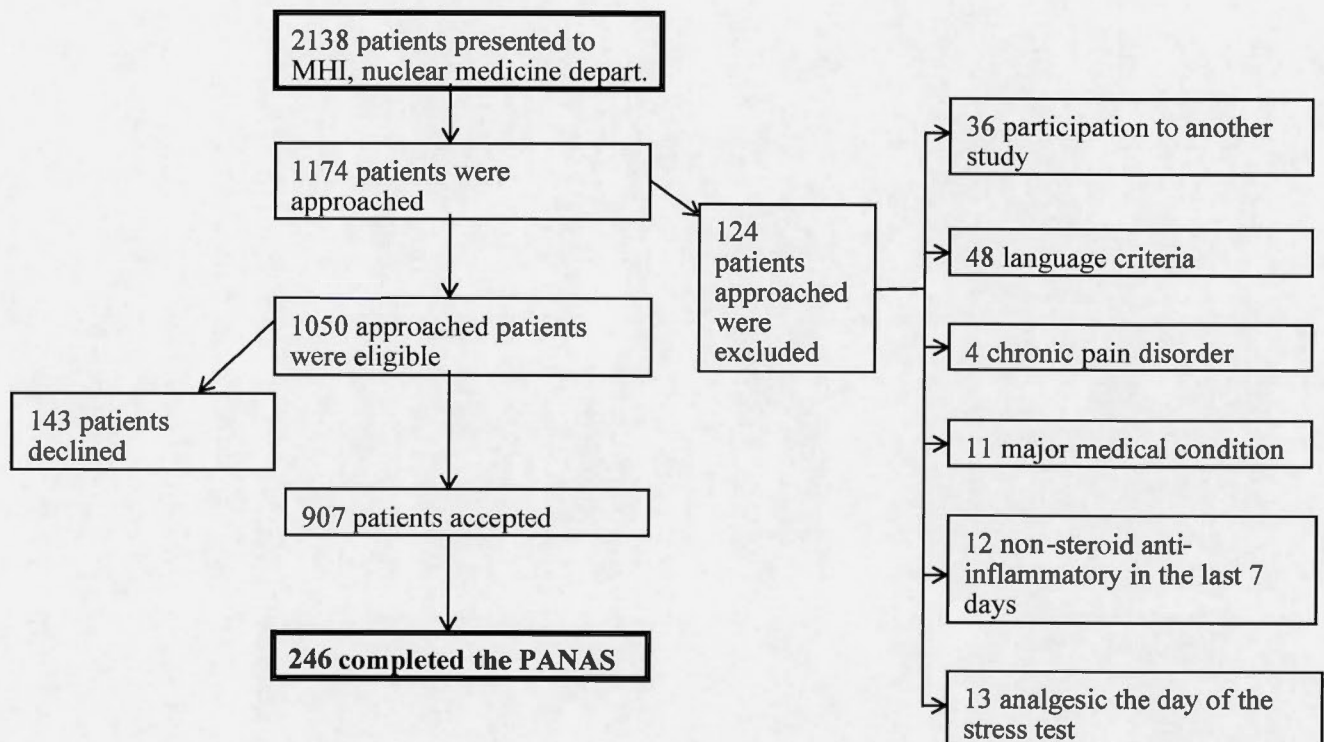 2138 patients presented to
MHI, nuclear medicine depart.
1174 patients were
approached
124
patients
approached
were
excluded
36 participation to another
study
48 language criteria
4 chronic pain disorder
11 major medical condition
12 non-steroid anti-
inflammatory in the last 7
days
13 analgesic the day of the
stress test
1050 approached patients
were eligible
143 patients
declined
907 patients accepted
246 completed the PANAS